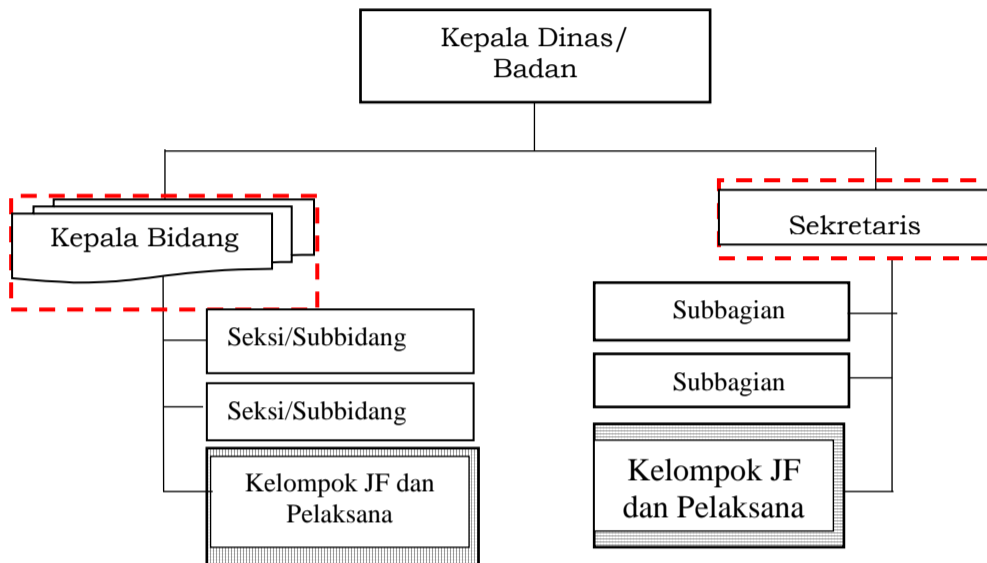 Kepala Dinas/
Badan
Kepala Bidang
Sekretaris
Seksi/Subbidang
Seksi/Subbidang
Kelompok JF dan
Pelaksana
Subbagian
Subbagian
Kelompok JF
dan Pelaksana